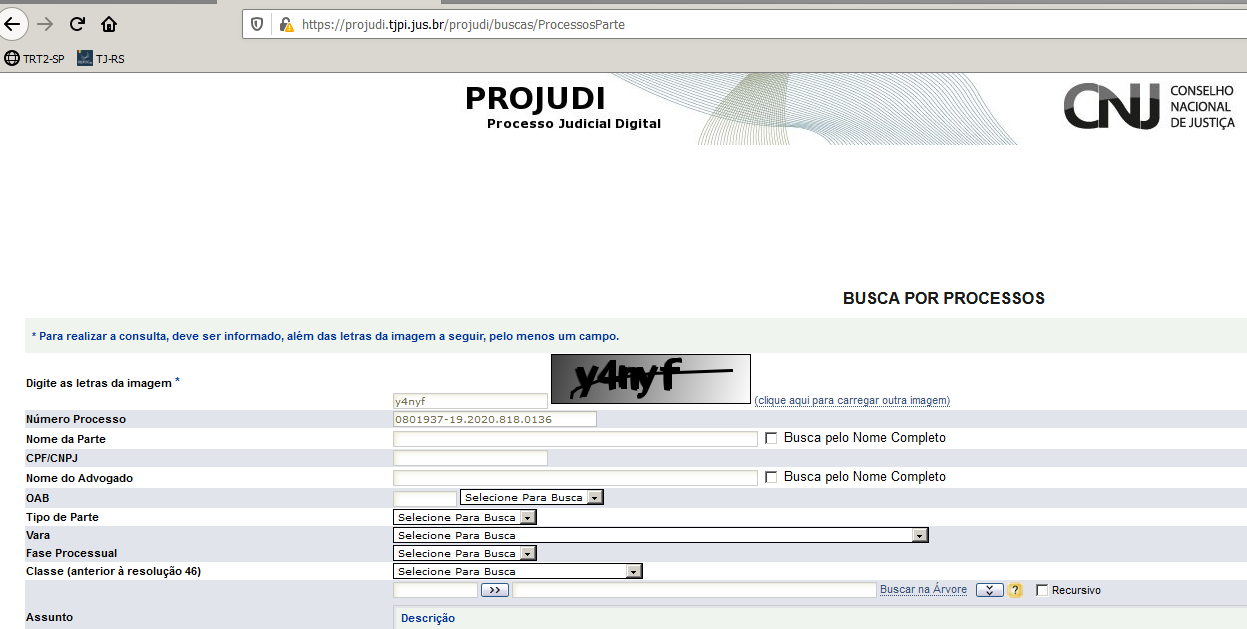 https://projudi.tjpi.jus.br/projudi/buscas/ProcessosParte
TRT2-SP TJ-RS
PROJUDI
Processo Judicial Digital
CNJ CONSELHO
NACIONAL
DE JUSTIÇA
BUSCA POR PROCESSOS
* Para realizar a consulta, deve ser informado, além das letras da imagem a seguir, pelo menos um campo.
Digite as letras da imagem * y4nyf y4nyf (clique aqui para carregar outra imagem)
Número Processo 0801937-19.2020.818.0136
Nome da Parte Busca pelo Nome Completo
CPF/CNPJ
Nome do Advogado Busca pelo Nome Completo
OAB Selecione Para Busca
Tipo de Parte Selecione Para Busca
Vara Selecione Para Busca
Fase Processual Selecione Para Busca
Classe (anterior à resolução 46) Selecione Para Busca
>> Buscar na Árvore ? Recursivo
Assunto Descrição